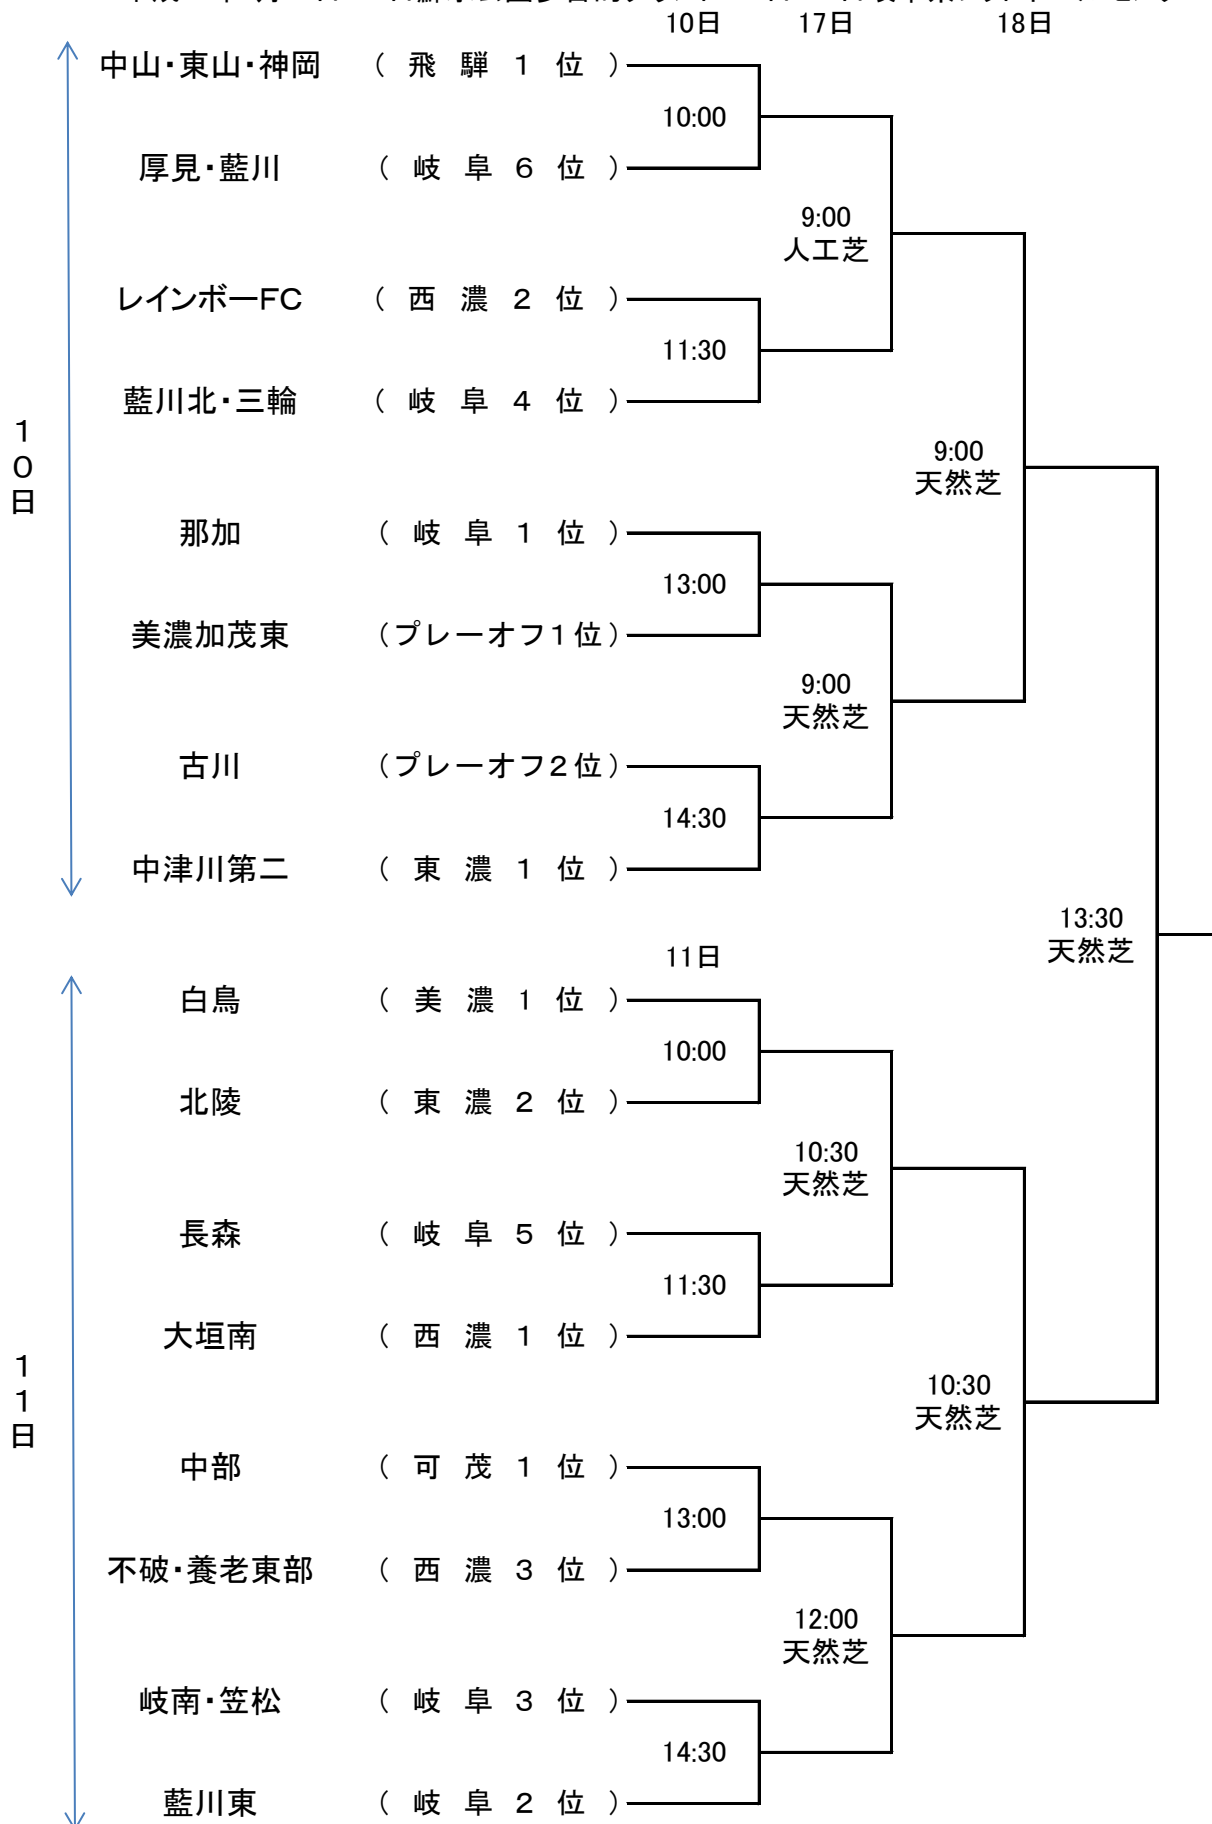 10日 17日 18日
中山・東山・神岡 ( 飛 騨 1 位 )
10:00
厚見・藍川 ( 岐 阜 6 位 )
9:00
人工芝
レインボーFC ( 西 濃 2 位 )
11:30
藍川北・三輪 ( 岐 阜 4 位 )
10日
9:00
天然芝
那加 ( 岐 阜 1 位 )
13:00
美濃加茂東 (プレーオフ1位)
9:00
天然芝
古川 (プレーオフ2位)
14:30
中津川第二 ( 東 濃 1 位 )
13:30
天然芝
11日
白鳥 ( 美 濃 1 位 )
10:00
北陵 ( 東 濃 2 位 )
10:30
天然芝
長森 ( 岐 阜 5 位 )
11:30
大垣南 ( 西 濃 1 位 )
11日
10:30
天然芝
中部 ( 可 茂 1 位 )
13:00
不破・養老東部 ( 西 濃 3 位 )
12:00
天然芝
岐南・笠松 ( 岐 阜 3 位 )
14:30
藍川東 ( 岐 阜 2 位 )